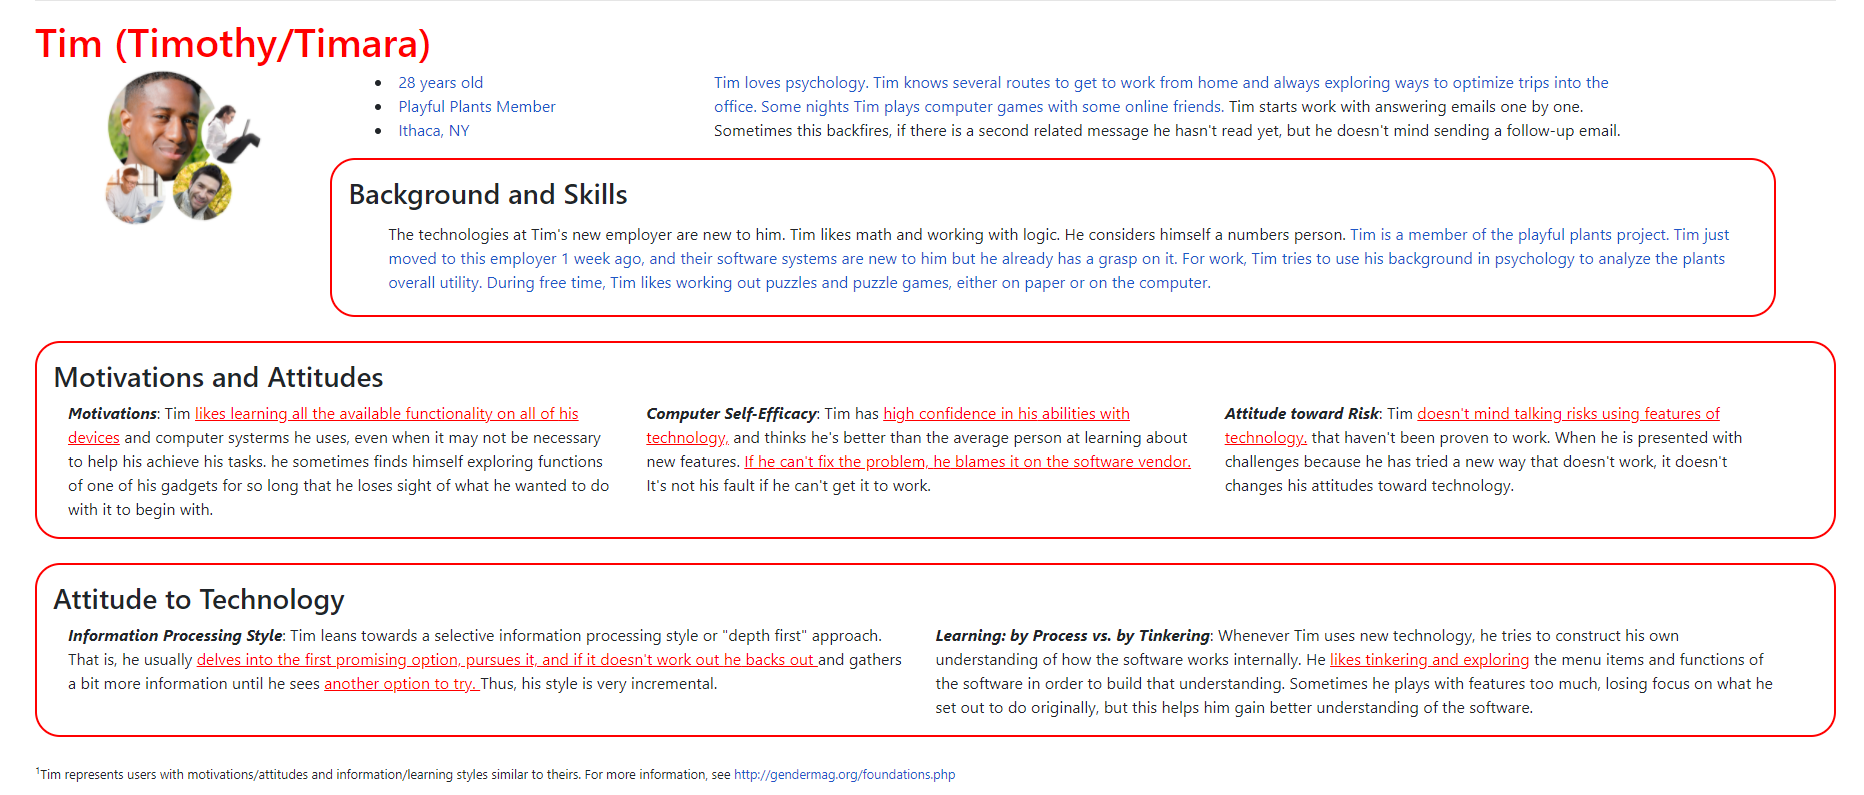 Tim (Timothy/Timara)
28 years old
Playful Plants Member
Ithaca, NY
Tim loves psychology. Tim knows several routes to get to work from home and always exploring ways to optimize trips into the
office. Some nights Tim plays computer games with some online friends. Tim starts work with answering emails one by one.
Sometimes this backfires, if there is a second related message he hasn't read yet, but he doesn't mind sending a follow-up email.
Background and Skills
The technologies at Tim's new employer are new to him. Tim likes math and working with logic. He considers himself a numbers person. Tim is a member of the playful plants project. Tim just
moved to this employer 1 week ago, and their software systems are new to him but he already has a grasp on it. For work, Tim tries to use his background in psychology to analyze the plants
overall utility. During free time, Tim likes working out puzzles and puzzle games, either on paper or on the computer.
Motivations and Attitudes
Motivations: Tim likes learning all the available functionality on all of his
devices and computer systerms he uses, even when it may not be necessary
to help his achieve his tasks. he sometimes finds himself exploring functions
of one of his gadgets for so long that he loses sight of what he wanted to do
with it to begin with.
Computer Self-Efficacy: Tim has high confidence in his abilities with
technology, and thinks he's better than the average person at learning about
new features. If he can't fix the problem, he blames it on the software vendor.
It's not his fault if he can't get it to work.
Attitude toward Risk: Tim doesn't mind talking risks using features of
technology. that haven't been proven to work. When he is presented with
challenges because he has tried a new way that doesn't work, it doesn't
changes his attitudes toward technology.
Attitude to Technology
Information Processing Style: Tim leans towards a selective information processing style or "depth first" approach.
That is, he usually delves into the first promising option, pursues it, and if it doesn't work out he backs out and gathers
a bit more information until he sees another option to try. Thus, his style is very incremental.
Learning: by Process vs. by Tinkering: Whenever Tim uses new technology, he tries to construct his own
understanding of how the software works internally. He likes tinkering and exploring the menu items and functions of
the software in order to build that understanding. Sometimes he plays with features too much, losing focus on what he
set out to do originally, but this helps him gain better understanding of the software.
1Tim represents users with motivations/attitudes and information/learning styles similar to theirs. For more information, see http://gendermag.org/foundations.php